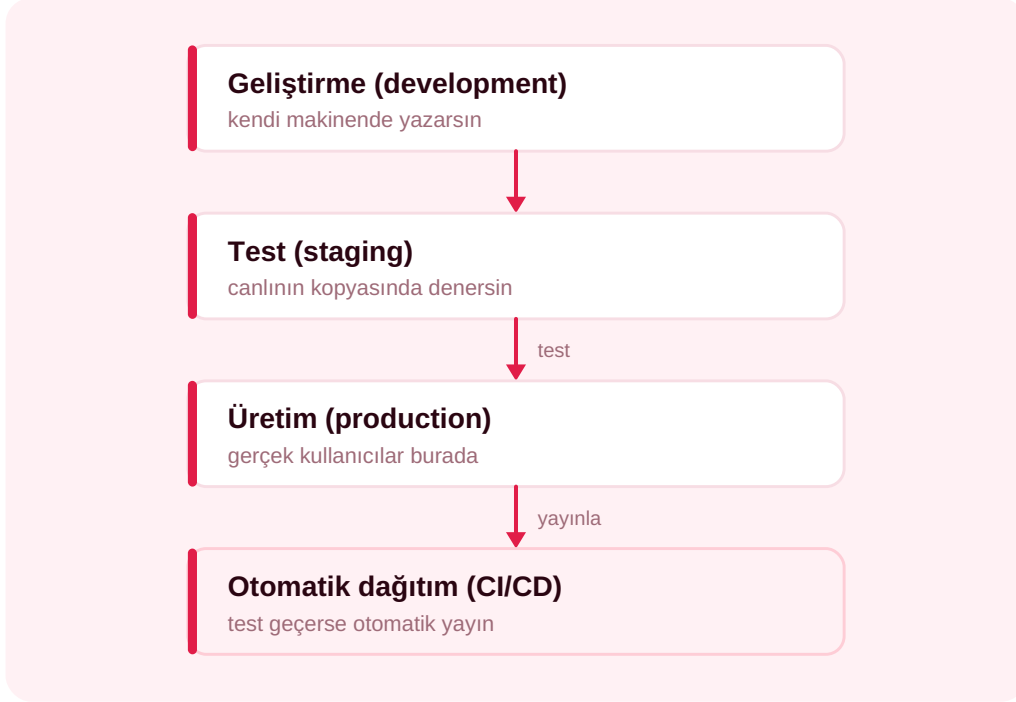 Geliştirme (development)
kendi makinende yazarsın
Test (staging)
canlının kopyasında denersin
test
Üretim (production)
gerçek kullanıcılar burada
yayınla
Otomatik dağıtım (CI/CD)
test geçerse otomatik yayın